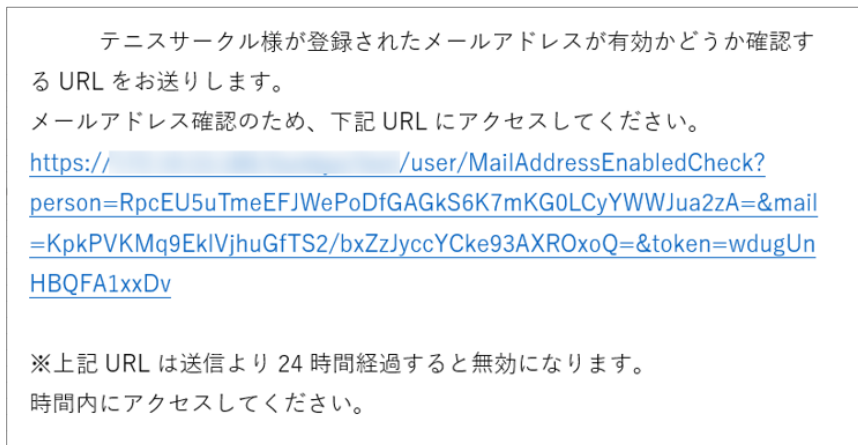 テニスサークル様が登録されたメールアドレスが有効かどうか確認す
る URL をお送りします。
メールアドレス確認のため、下記 URL にアクセスしてください。
https:// /user/MailAddressEnabledCheck?
person=RpcEU5uTmeEFJWePoDfGAGkS6K7mKG0LCyYWWJua2zA=&mail
=KpkPVKMq9EklVjhuGfTS2/bxZzJyccYCke93AXROxoQ=&token=wdugUn
HBQFA1xxDv
※上記 URL は送信より 24 時間経過すると無効になります。
時間内にアクセスしてください。